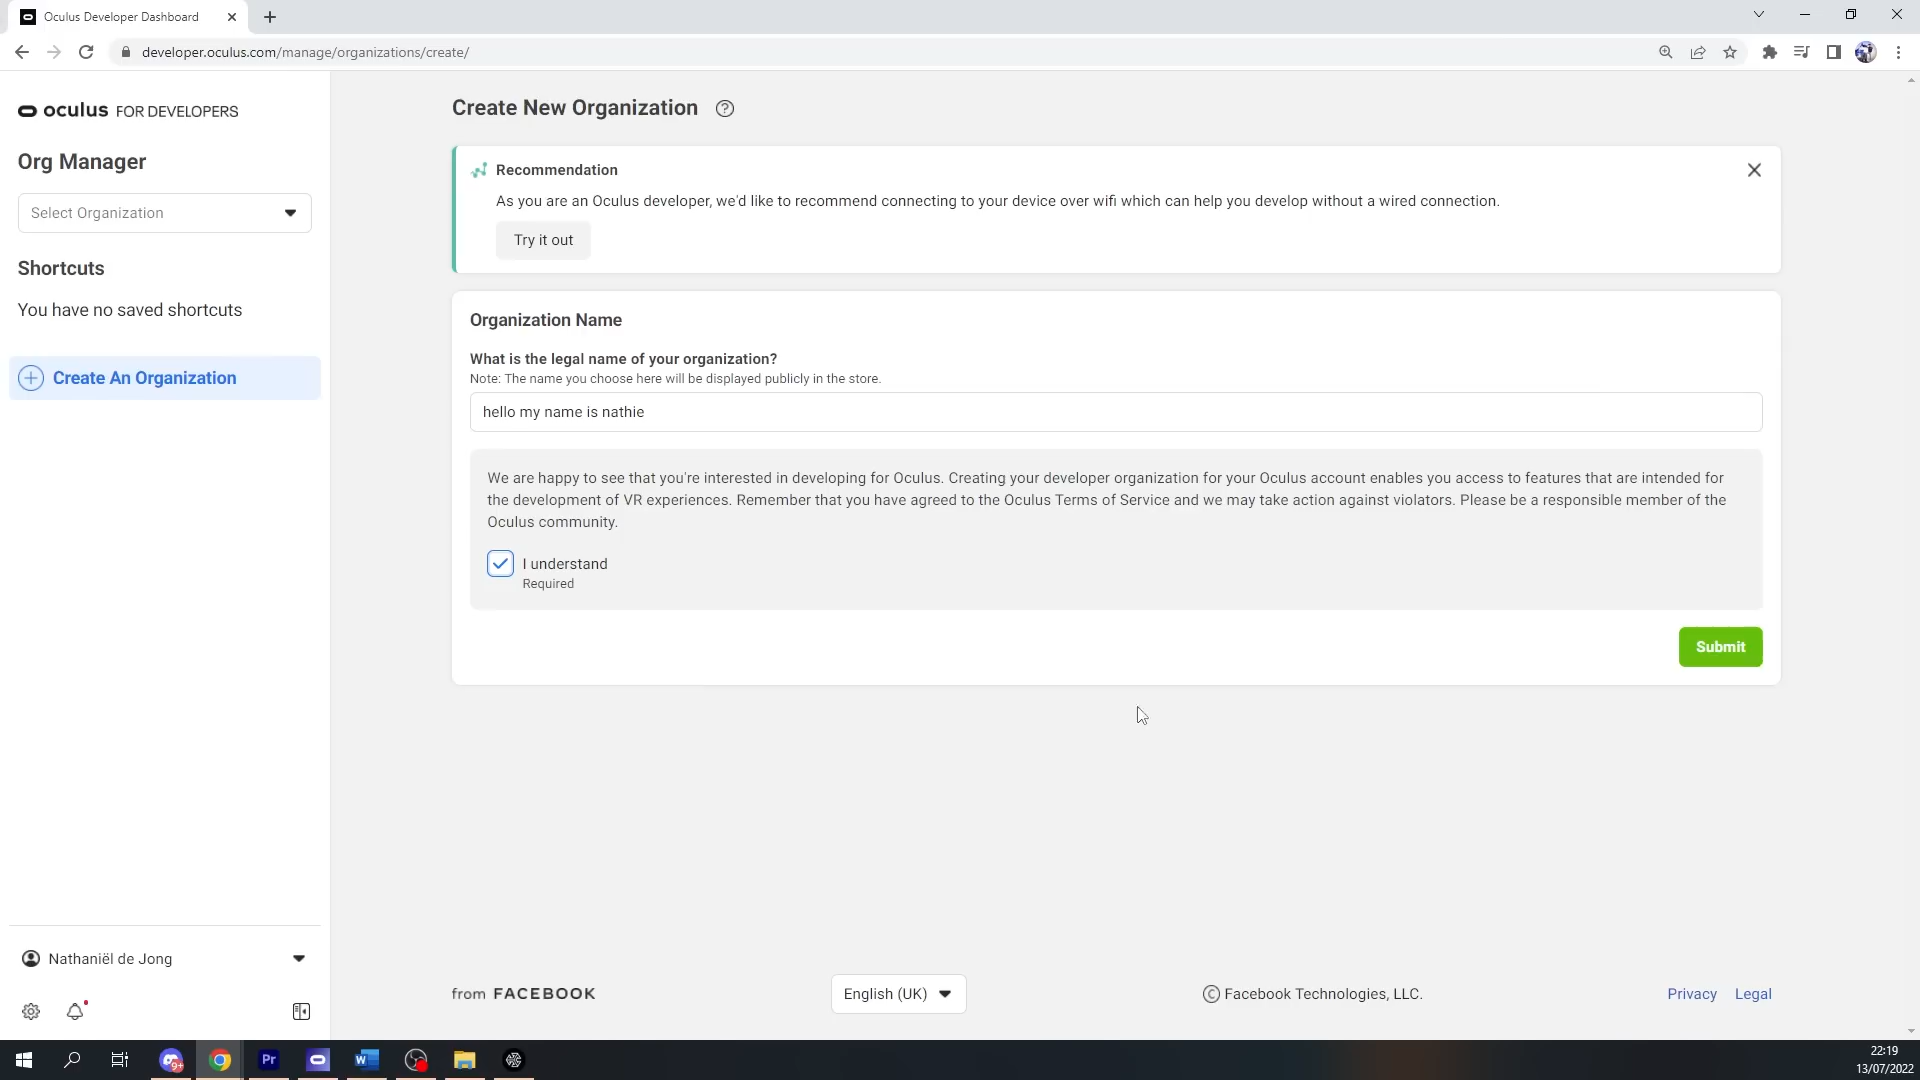 Oculus Developer Dashboard
developer.oculus.com/manage/organizations/create/
oculus FOR DEVELOPERS
Org Manager
Select Organization
Shortcuts
You have no saved shortcuts
Create An Organization
Nathaniël de Jong
Create New Organization
Recommendation
As you are an Oculus developer, we'd like to recommend connecting to your device over wifi which can help you develop without a wired connection.
Try it out
Organization Name
What is the legal name of your organization?
Note: The name you choose here will be displayed publicly in the store.
hello my name is nathie
We are happy to see that you're interested in developing for Oculus. Creating your developer organization for your Oculus account enables you access to features that are intended for
the development of VR experiences. Remember that you have agreed to the Oculus Terms of Service and we may take action against violators. Please be a responsible member of the
Oculus community.
I understand
Required
Submit
from FACEBOOK
English (UK)
© Facebook Technologies, LLC.
Privacy
Legal
9+
Pr
W
22:19
13/07/2022